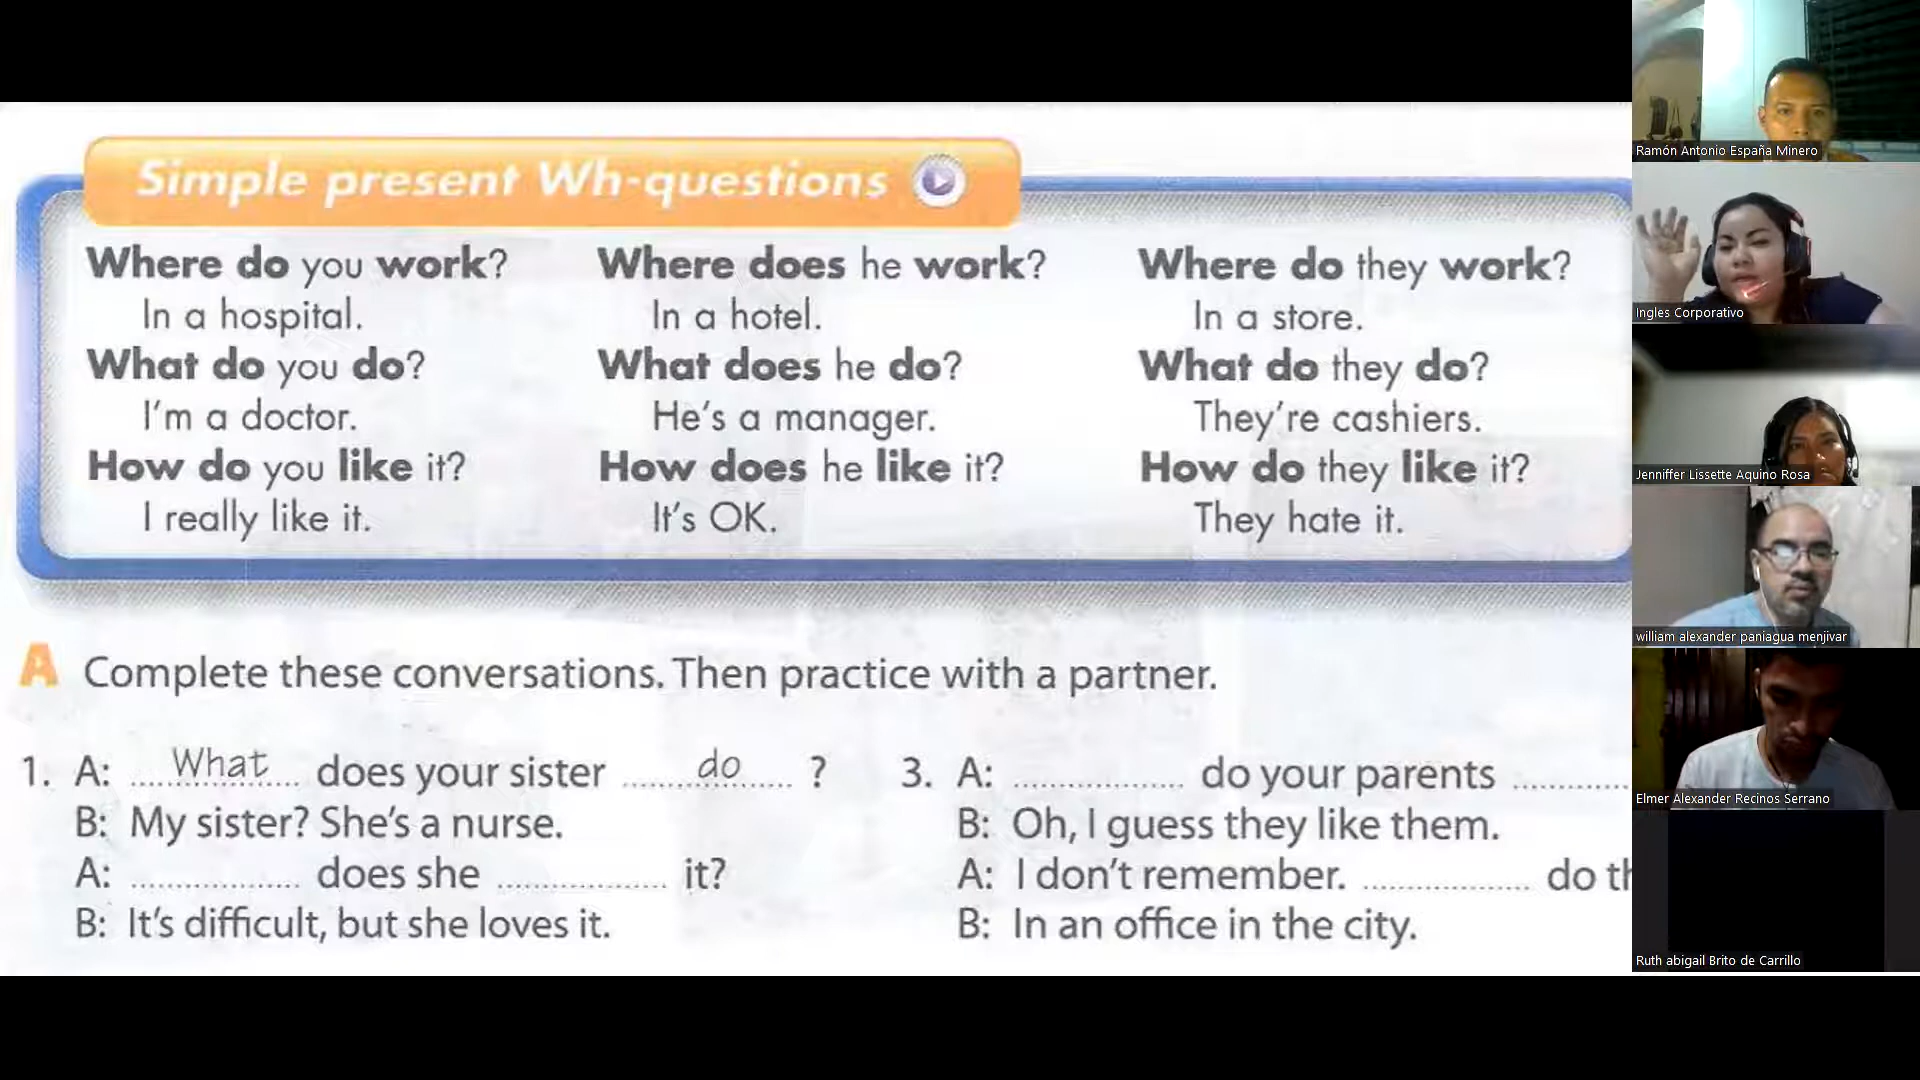 Simple present Wh-questions
Where do you work?
In a hospital.
What do you do?
I'm a doctor.
How do you like it?
I really like it.
Where does he work?
In a hotel.
What does he do?
He's a manager.
How does he like it?
It's OK.
Where do they work?
In a store.
What do they do?
They're cashiers.
How do they like it?
They hate it.
A Complete these conversations. Then practice with a partner.
1. A: What does your sister do ?
B: My sister? She's a nurse.
A: .................. does she .................. it?
B: It's difficult, but she loves it.
3. A: .................. do your parents ............
B: Oh, I guess they like them.
A: I don't remember. .................. do th
B: In an office in the city.
Ramón Antonio España Minero
Ingles Corporativo
Jenniffer Lissette Aquino Rosa
william alexander paniagua menjivar
Elmer Alexander Recinos Serrano
Ruth abigail Brito de Carrillo